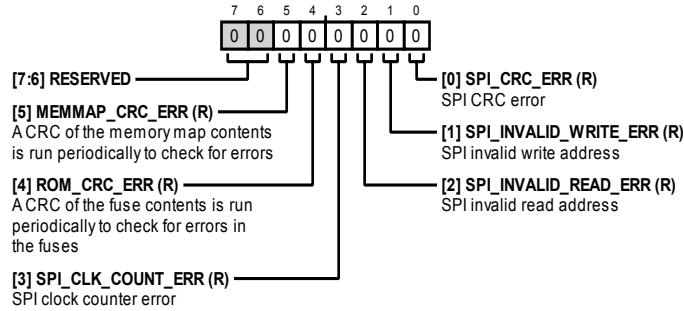 7 6 5 4 3 2 1 0
0 0 0 0 0 0 0 0
[7:6] RESERVED
[5] MEMMAP_CRC_ERR (R)
A CRC of the memory map contents
is run periodically to check for errors
[4] ROM_CRC_ERR (R)
A CRC of the fuse contents is run
periodically to check for errors in
the fuses
[3] SPI_CLK_COUNT_ERR (R)
SPI clock counter error
[0] SPI_CRC_ERR (R)
SPI CRC error
[1] SPI_INVALID_WRITE_ERR (R)
SPI invalid write address
[2] SPI_INVALID_READ_ERR (R)
SPI invalid read address